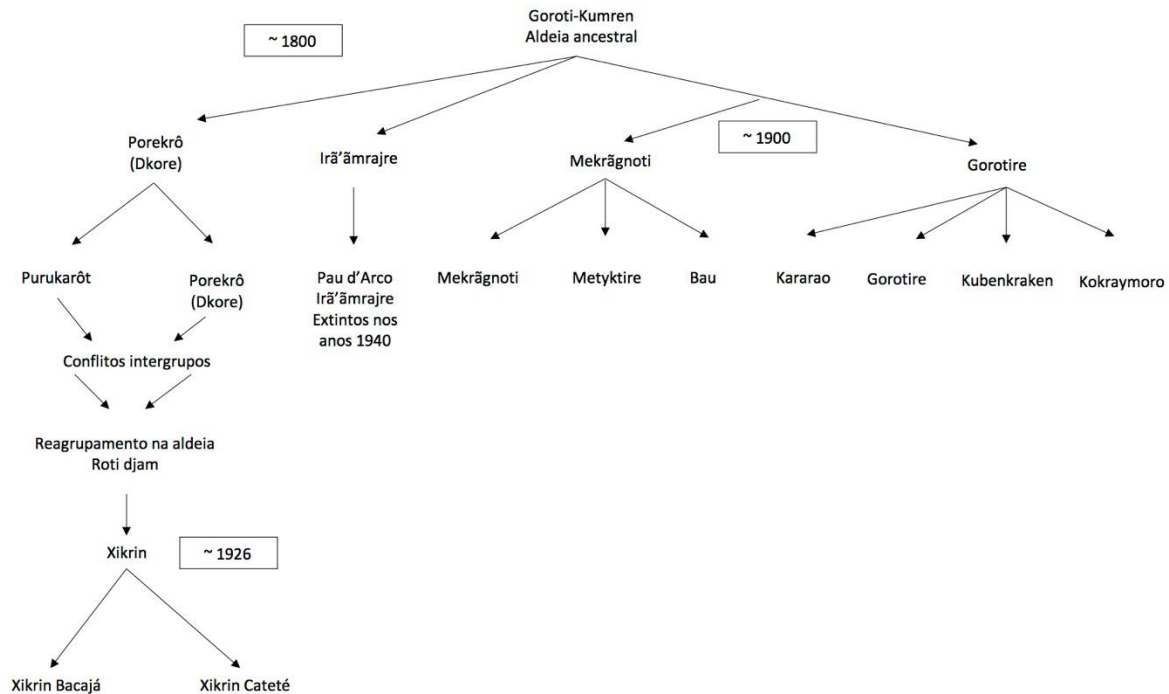 Goroti-Kumren
Aldeia ancestral
~ 1800
Porekrô
(Dkore)
Irã’ãmrajre
Mekrãgnoti
~ 1900
Gorotire
Purukarôt
Porekrô
(Dkore)
Pau d’Arco
Irã’ãmrajre
Extintos nos
anos 1940
Mekrãgnoti
Metyktire
Bau
Kararao
Gorotire
Kubenkraken
Kokraymoro
Conflitos intergrupos
Reagrupamento na aldeia
Roti djam
Xikrin
~ 1926
Xikrin Bacajá
Xikrin Cateté